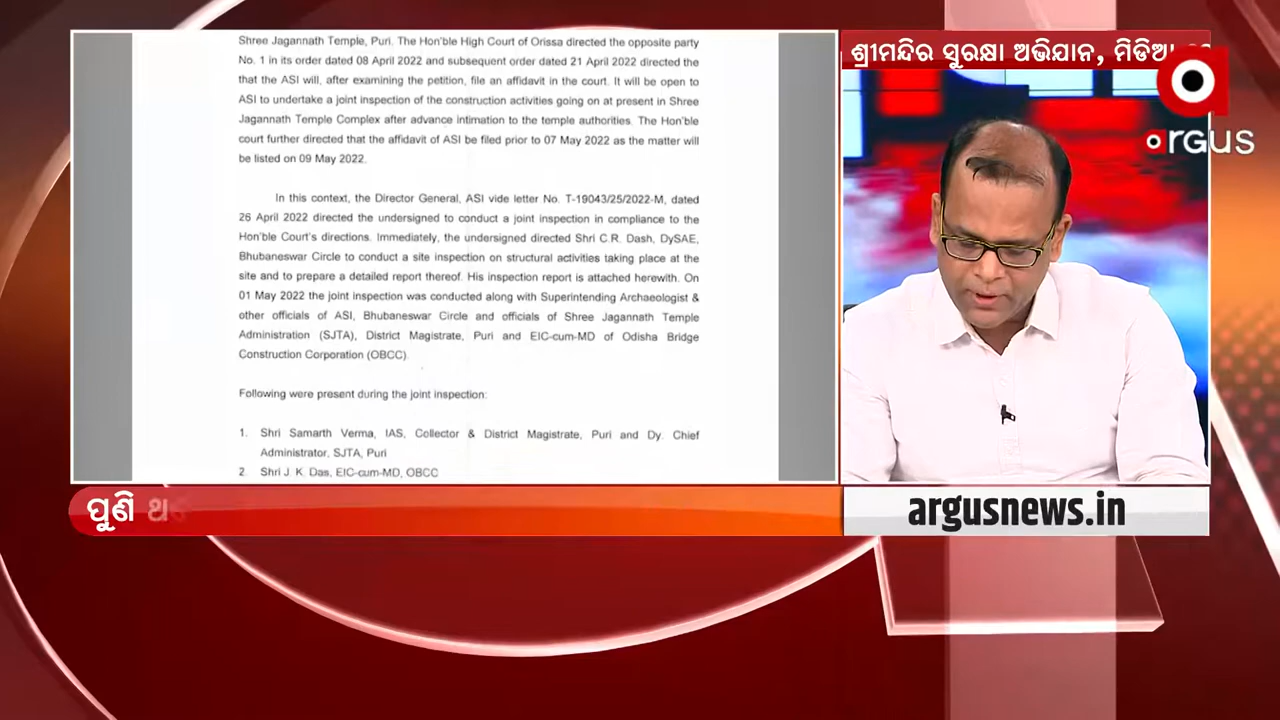 Shree Jagannath Temple, Puri. The Hon'ble High Court of Orissa directed the opposite party
No. 1 in its order dated 08 April 2022 and subsequent order dated 21 April 2022 directed the
that the ASI will, after examining the petition, file an affidavit in the court. It will be open to
ASI to undertake a joint inspection of the construction activities going on at present in Shree
Jagannath Temple Complex after advance intimation to the temple authorities. The Hon'ble
court further directed that the affidavit of ASI be filed prior to 07 May 2022 as the matter will
be listed on 09 May 2022.
In this context, the Director General, ASI vide letter No. T-19043/25/2022-M, dated
26 April 2022 directed the undersigned to conduct a joint inspection in compliance to the
Hon'ble Court's directions. Immediately, the undersigned directed Shri C.R. Dash, DySAE,
Bhubaneswar Circle to conduct a site inspection on structural activities taking place at the
site and to prepare a detailed report thereof. His inspection report is attached herewith. On
01 May 2022 the joint inspection was conducted along with Superintending Archaeologist &
other officials of ASI, Bhubaneswar Circle and officials of Shree Jagannath Temple
Administration (SJTA), District Magistrate, Puri and EIC-cum-MD of Odisha Bridge
Construction Corporation (OBCC).
Following were present during the joint inspection:
1. Shri Samarth Verma, IAS, Collector & District Magistrate, Puri and Dy. Chief
Administrator, SJTA, Puri
2. Shri J. K. Das, EIC-cum-MD, OBCC
ଶ୍ରୀମନ୍ଦିର ସୁରକ୍ଷା ଅଭିଯାନ, ମିଡିଆ
argus
ପୁଣି
argusnews.in